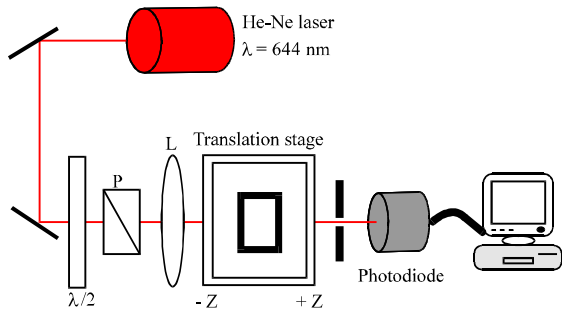 He-Ne laser
λ = 644 nm
L
Translation stage
P
Photodiode
λ/2
- Z
+ Z